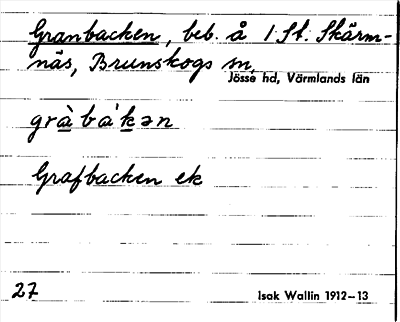 Granbacken, beb. å 1 St. Skärm-
näs, Brunskogs sn,
Jösse hd, Värmlands län
gràbákən
Grafbacken ek
27
Isak Wallin 1912–13